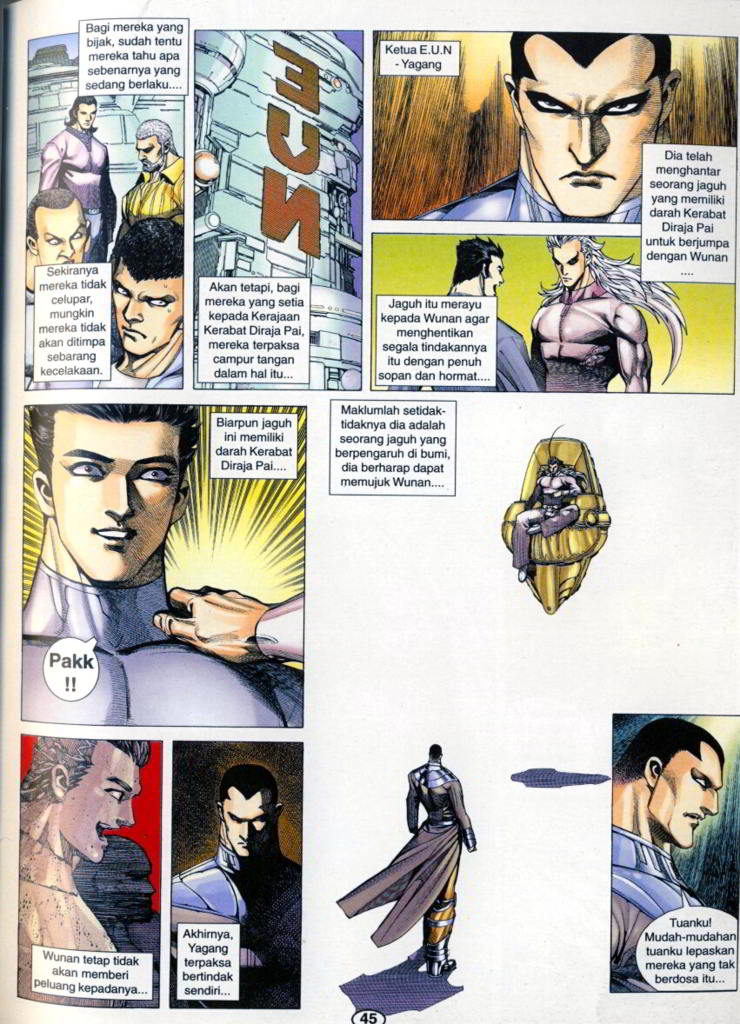 Bagi mereka yang
bijak, sudah tentu
mereka tahu apa
sebenarnya yang
sedang berlaku....
Sekiranya
mereka tidak
celupar,
mungkin
mereka tidak
akan ditimpa
sebarang
kecelakaan.
EUN
Akan tetapi, bagi
mereka yang setia
kepada Kerajaan
Kerabat Diraja Pai,
mereka terpaksa
campur tangan
dalam hal itu...
Ketua E.U.N
- Yagang
Dia telah
menghantar
seorang jaguh
yang memiliki
darah Kerabat
Diraja Pai
untuk berjumpa
dengan Wunan
....
Jaguh itu merayu
kepada Wunan agar
menghentikan
segala tindakannya
itu dengan penuh
sopan dan hormat....
Biarpun jaguh
ini memiliki
darah Kerabat
Diraja Pai....
Pakk
!!
Maklumlah setidak-
tidaknya dia adalah
seorang jaguh yang
berpengaruh di bumi,
dia berharap dapat
memujuk Wunan....
Wunan tetap tidak
akan memberi
peluang kepadanya...
Akhirnya,
Yagang
terpaksa
bertindak
sendiri...
Tuanku!
Mudah-mudahan
tuanku lepaskan
mereka yang tak
berdosa itu...
45